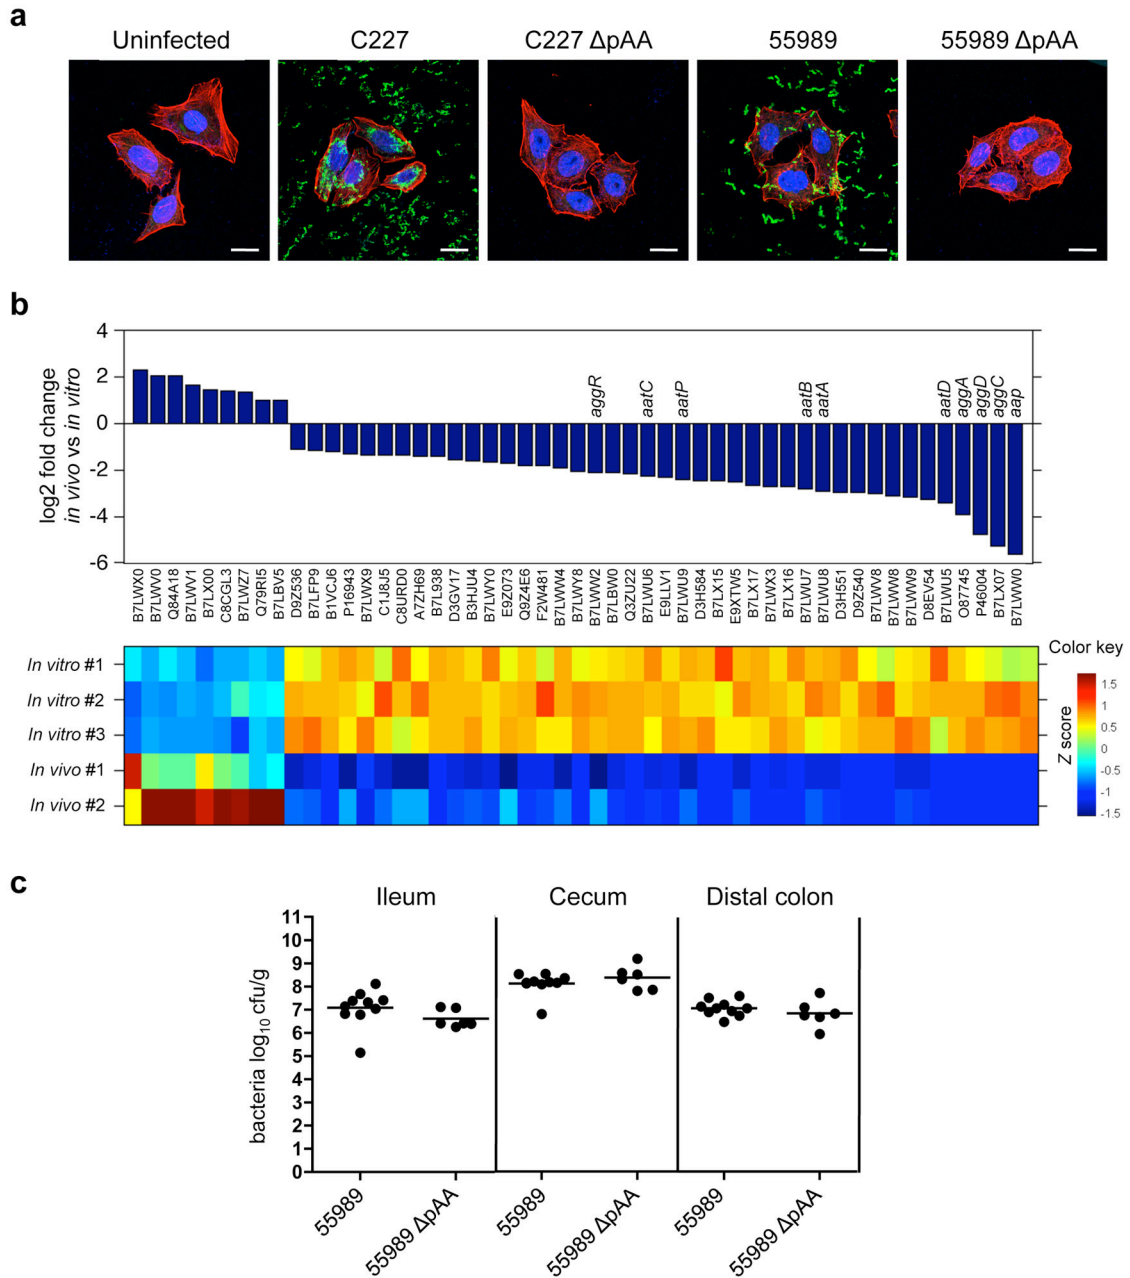 a
Uninfected
C227
C227 ΔpAA
55989
55989 ΔpAA
b
log2 fold change
in vivo vs in vitro
4
2
0
-2
-4
-6
aggR
aatC
aatP
aatB
aatA
aatD
aggA
aggD
aggC
aap
B7LWX0
B7LWV0
Q84A18
B7LWV1
B7LX00
C8CGL3
B7LWZ7
Q79RI5
B7LBV5
D9Z536
B7LFP9
B1VCJ6
P16943
B7LWX9
C1J8J5
C8URD0
A7ZH69
B7L938
D3GV17
B3HJU4
B7LWY0
E9Z073
Q9Z4E6
F2W481
B7LWW4
B7LWY8
B7LWW2
B7LBW0
Q3ZU22
B7LWU6
E9LLV1
B7LWU9
D3H584
B7LX15
E9XTW5
B7LX17
B7LWX3
B7LX16
B7LWU7
B7LWU8
D3H551
D9Z540
B7LWV8
B7LWW8
B7LWW9
D8EV54
B7LWU5
O87745
P46004
B7LX07
B7LWW0
In vitro #1
In vitro #2
In vitro #3
In vivo #1
In vivo #2
Color key
Z score
1.5
1
0.5
0
-0.5
-1
-1.5
c
Ileum
Cecum
Distal colon
bacteria log10 cfu/g
11
10
9
8
7
6
5
4
3
2
1
0
55989
55989 ΔpAA
55989
55989 ΔpAA
55989
55989 ΔpAA